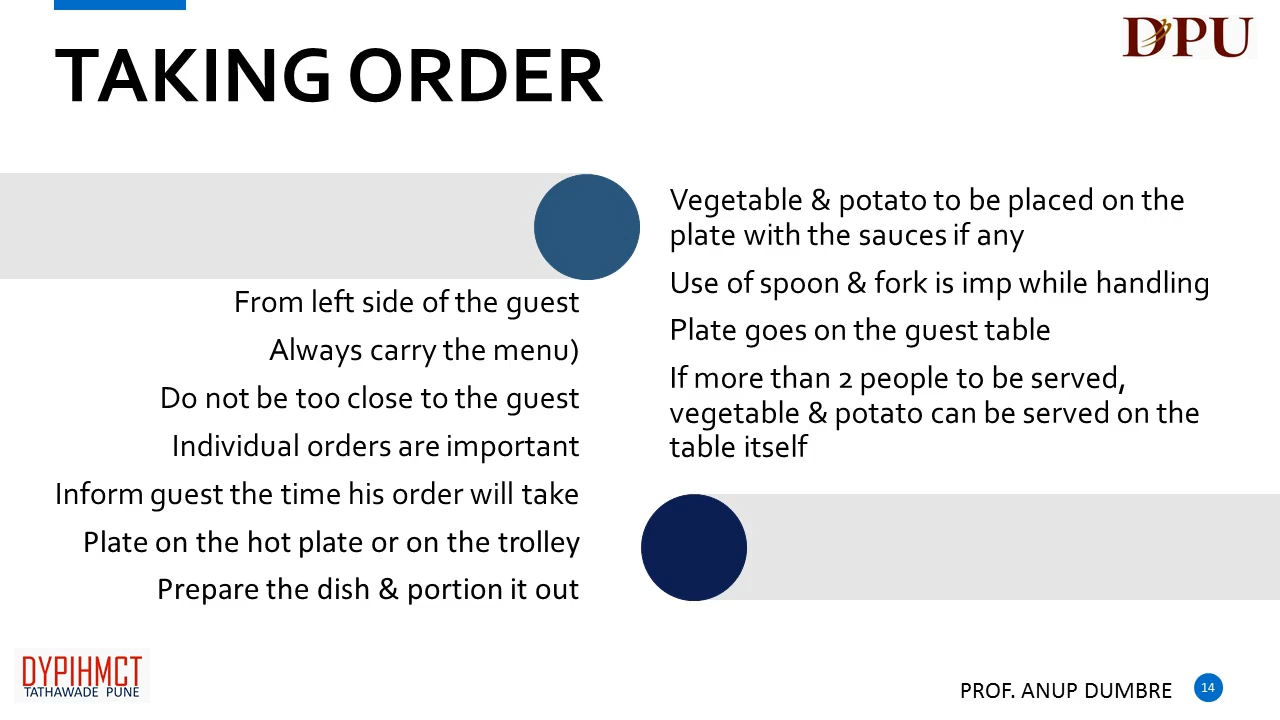 TAKING ORDER
DPU
From left side of the guest
Always carry the menu)
Do not be too close to the guest
Individual orders are important
Inform guest the time his order will take
Plate on the hot plate or on the trolley
Prepare the dish & portion it out
Vegetable & potato to be placed on the
plate with the sauces if any
Use of spoon & fork is imp while handling
Plate goes on the guest table
If more than 2 people to be served,
vegetable & potato can be served on the
table itself
DYPIHMCT
TATHAWADE PUNE
PROF. ANUP DUMBRE
14